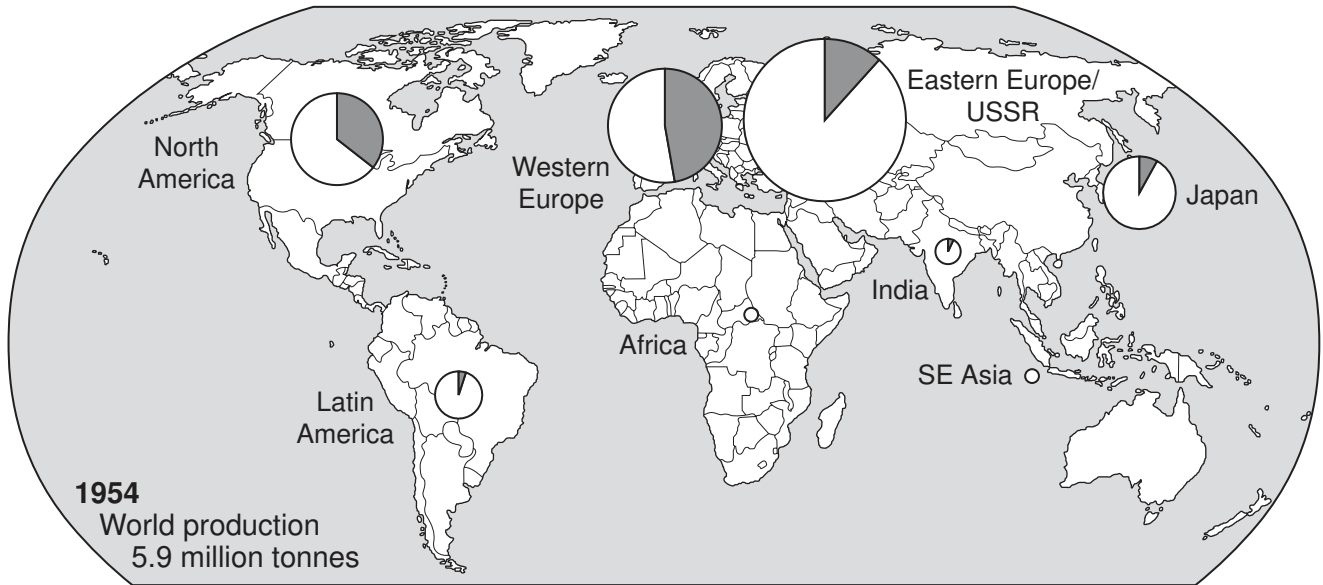 North
America
Western
Europe
Eastern Europe/
USSR
Japan
India
Africa
SE Asia
Latin
America
1954
World production
5.9 million tonnes